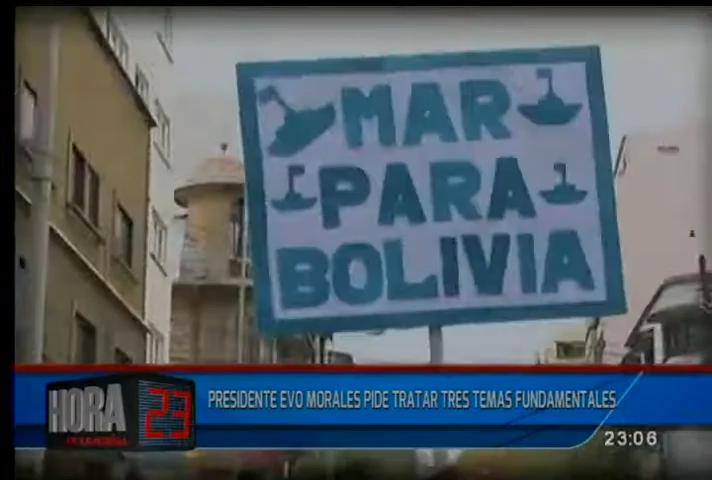 MAR
PARA
BOLIVIA
HORA 23
PRESIDENTE EVO MORALES PIDE TRATAR TRES TEMAS FUNDAMENTALES
23:06